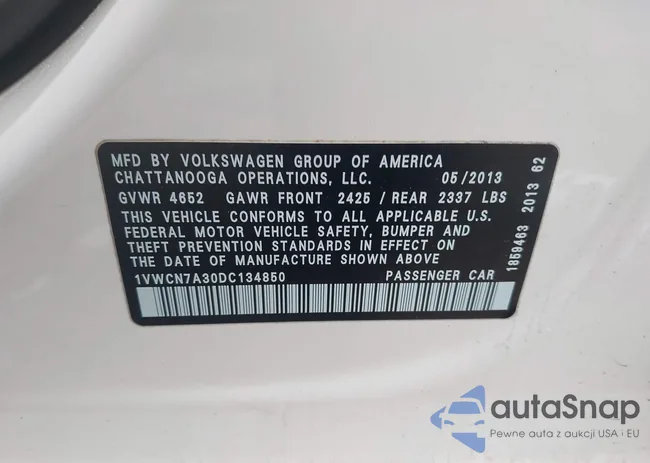 MFD BY VOLKSWAGEN GROUP OF AMERICA
CHATTANOOGA OPERATIONS, LLC. 05/2013
GVWR 4652 GAWR FRONT 2425 / REAR 2337 LBS
THIS VEHICLE CONFORMS TO ALL APPLICABLE U.S.
FEDERAL MOTOR VEHICLE SAFETY, BUMPER AND
THEFT PREVENTION STANDARDS IN EFFECT ON
THE DATE OF MANUFACTURE SHOWN ABOVE
1VWCN7A30DC134850 PASSENGER CAR
1859463 2013 62
autaSnap
Pewne auta z aukcji USA i EU